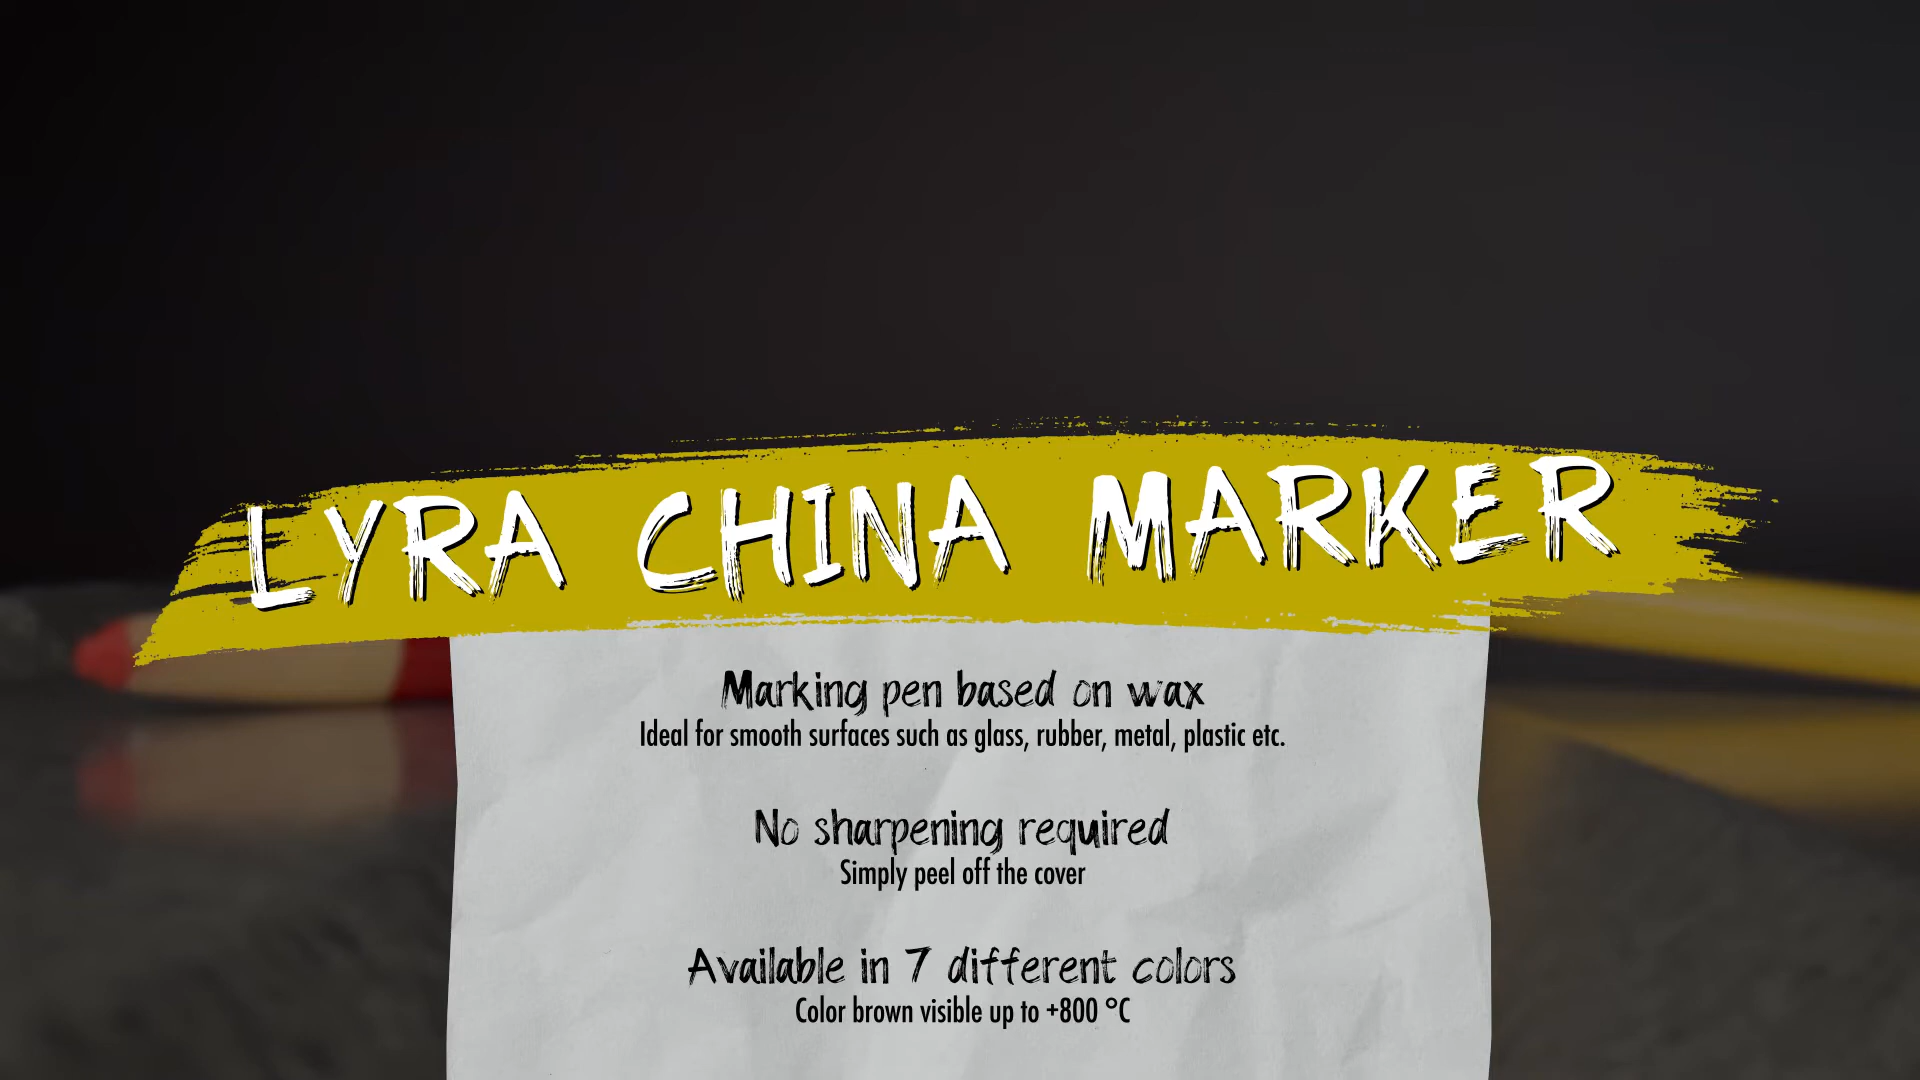 LYRA CHINA MARKER
Marking pen based on wax
Ideal for smooth surfaces such as glass, rubber, metal, plastic etc.
No sharpening required
Simply peel off the cover
Available in 7 different colors
Color brown visible up to +800 °C